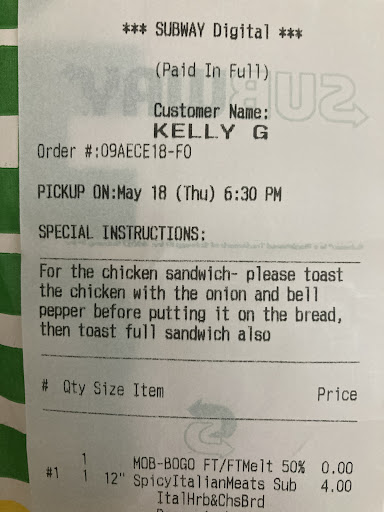 *** SUBWAY Digital ***
(Paid In Full)
Customer Name:
KELLY G
Order #:09AECE18-FO
PICKUP ON:May 18 (Thu) 6:30 PM
SPECIAL INSTRUCTIONS:
For the chicken sandwich- please toast
the chicken with the onion and bell
pepper before putting it on the bread,
then toast full sandwich also
# Qty Size Item Price
1 MOB-BOGO FT/FTMelt 50% 0.00
#1 1 12" SpicyItalianMeats Sub 4.00
ItalHrb&ChsBrd